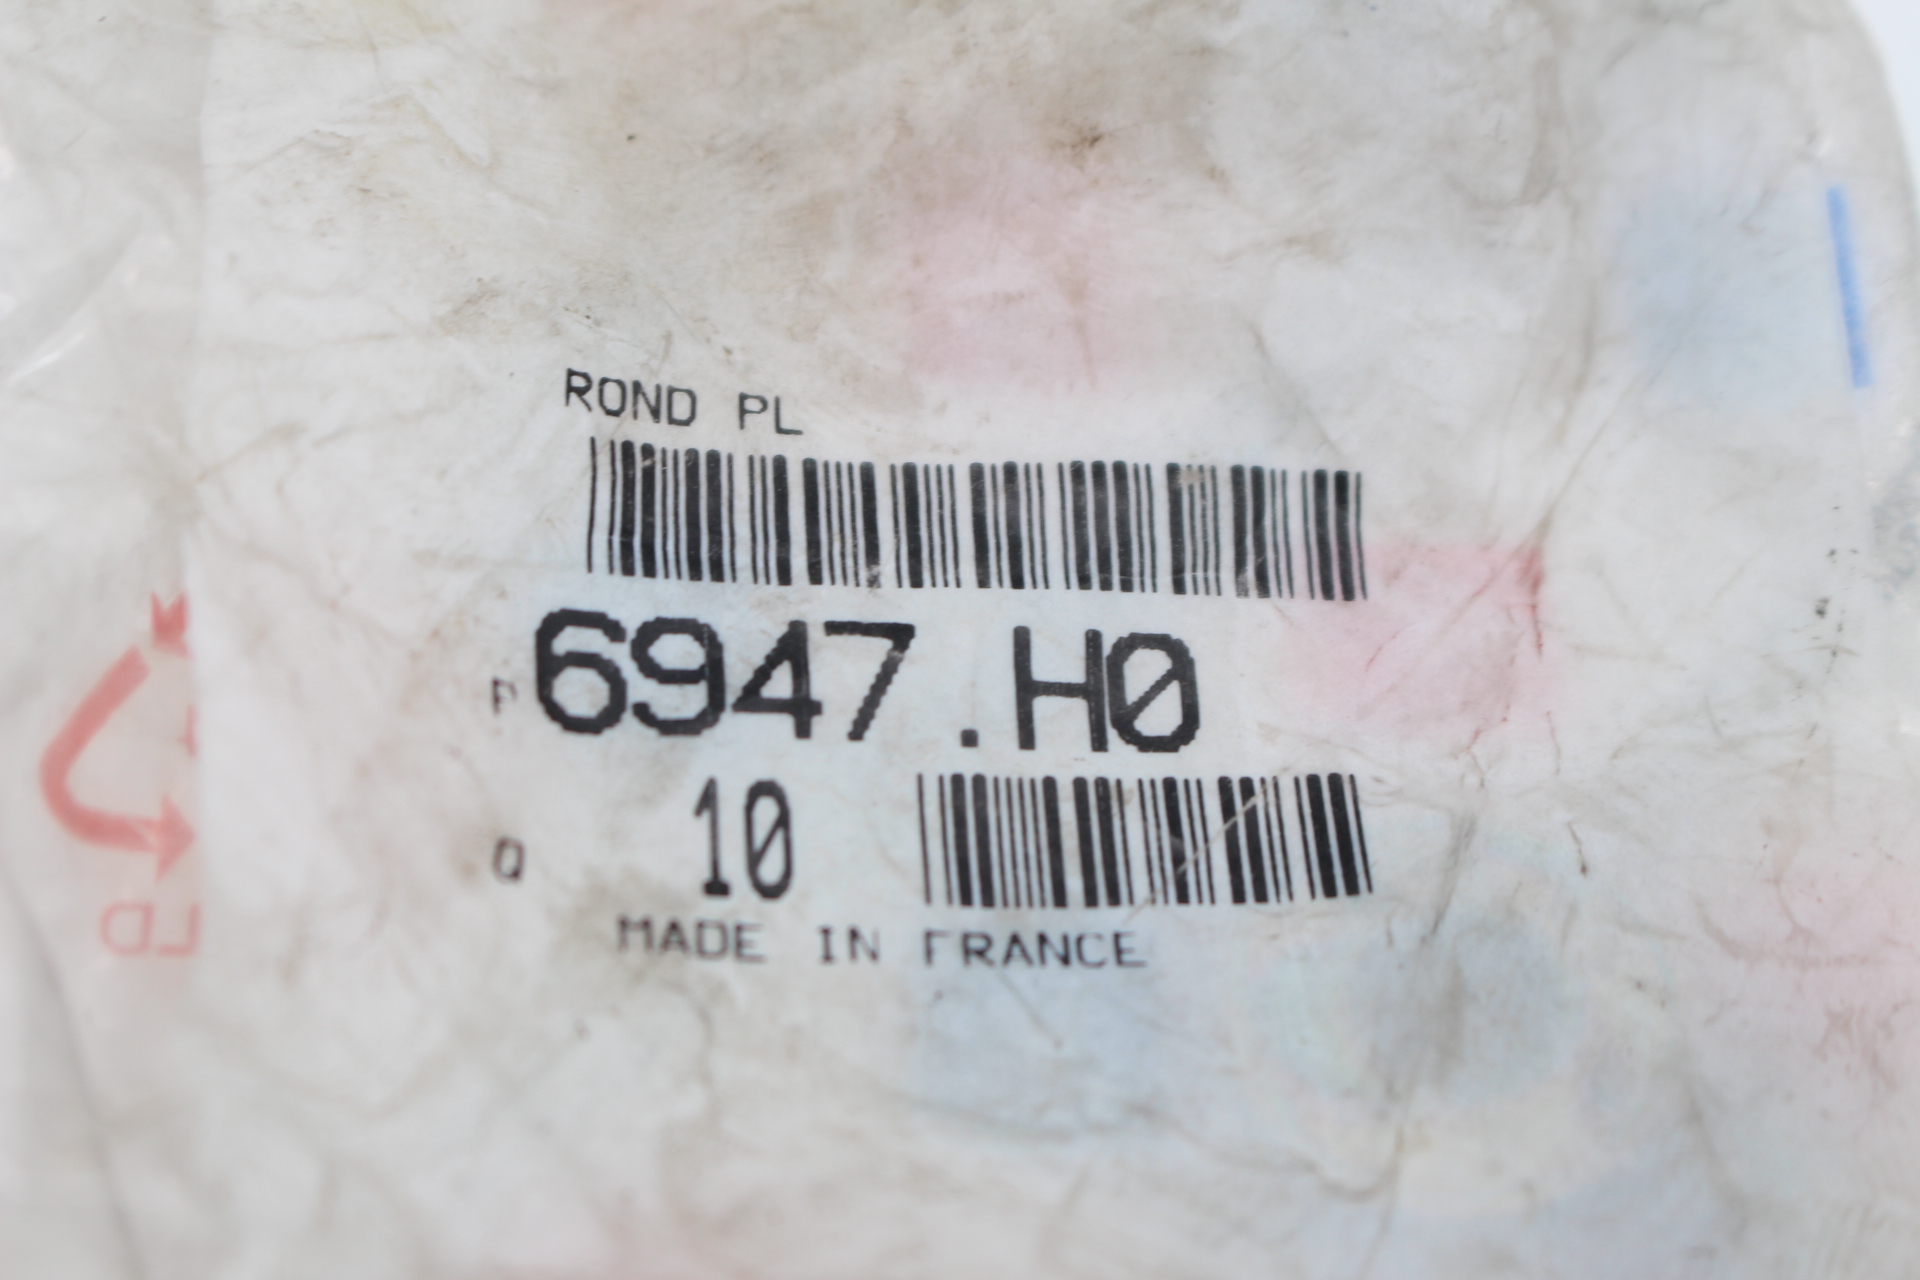 ROND PL
P 6947.H0
Q 10
MADE IN FRANCE